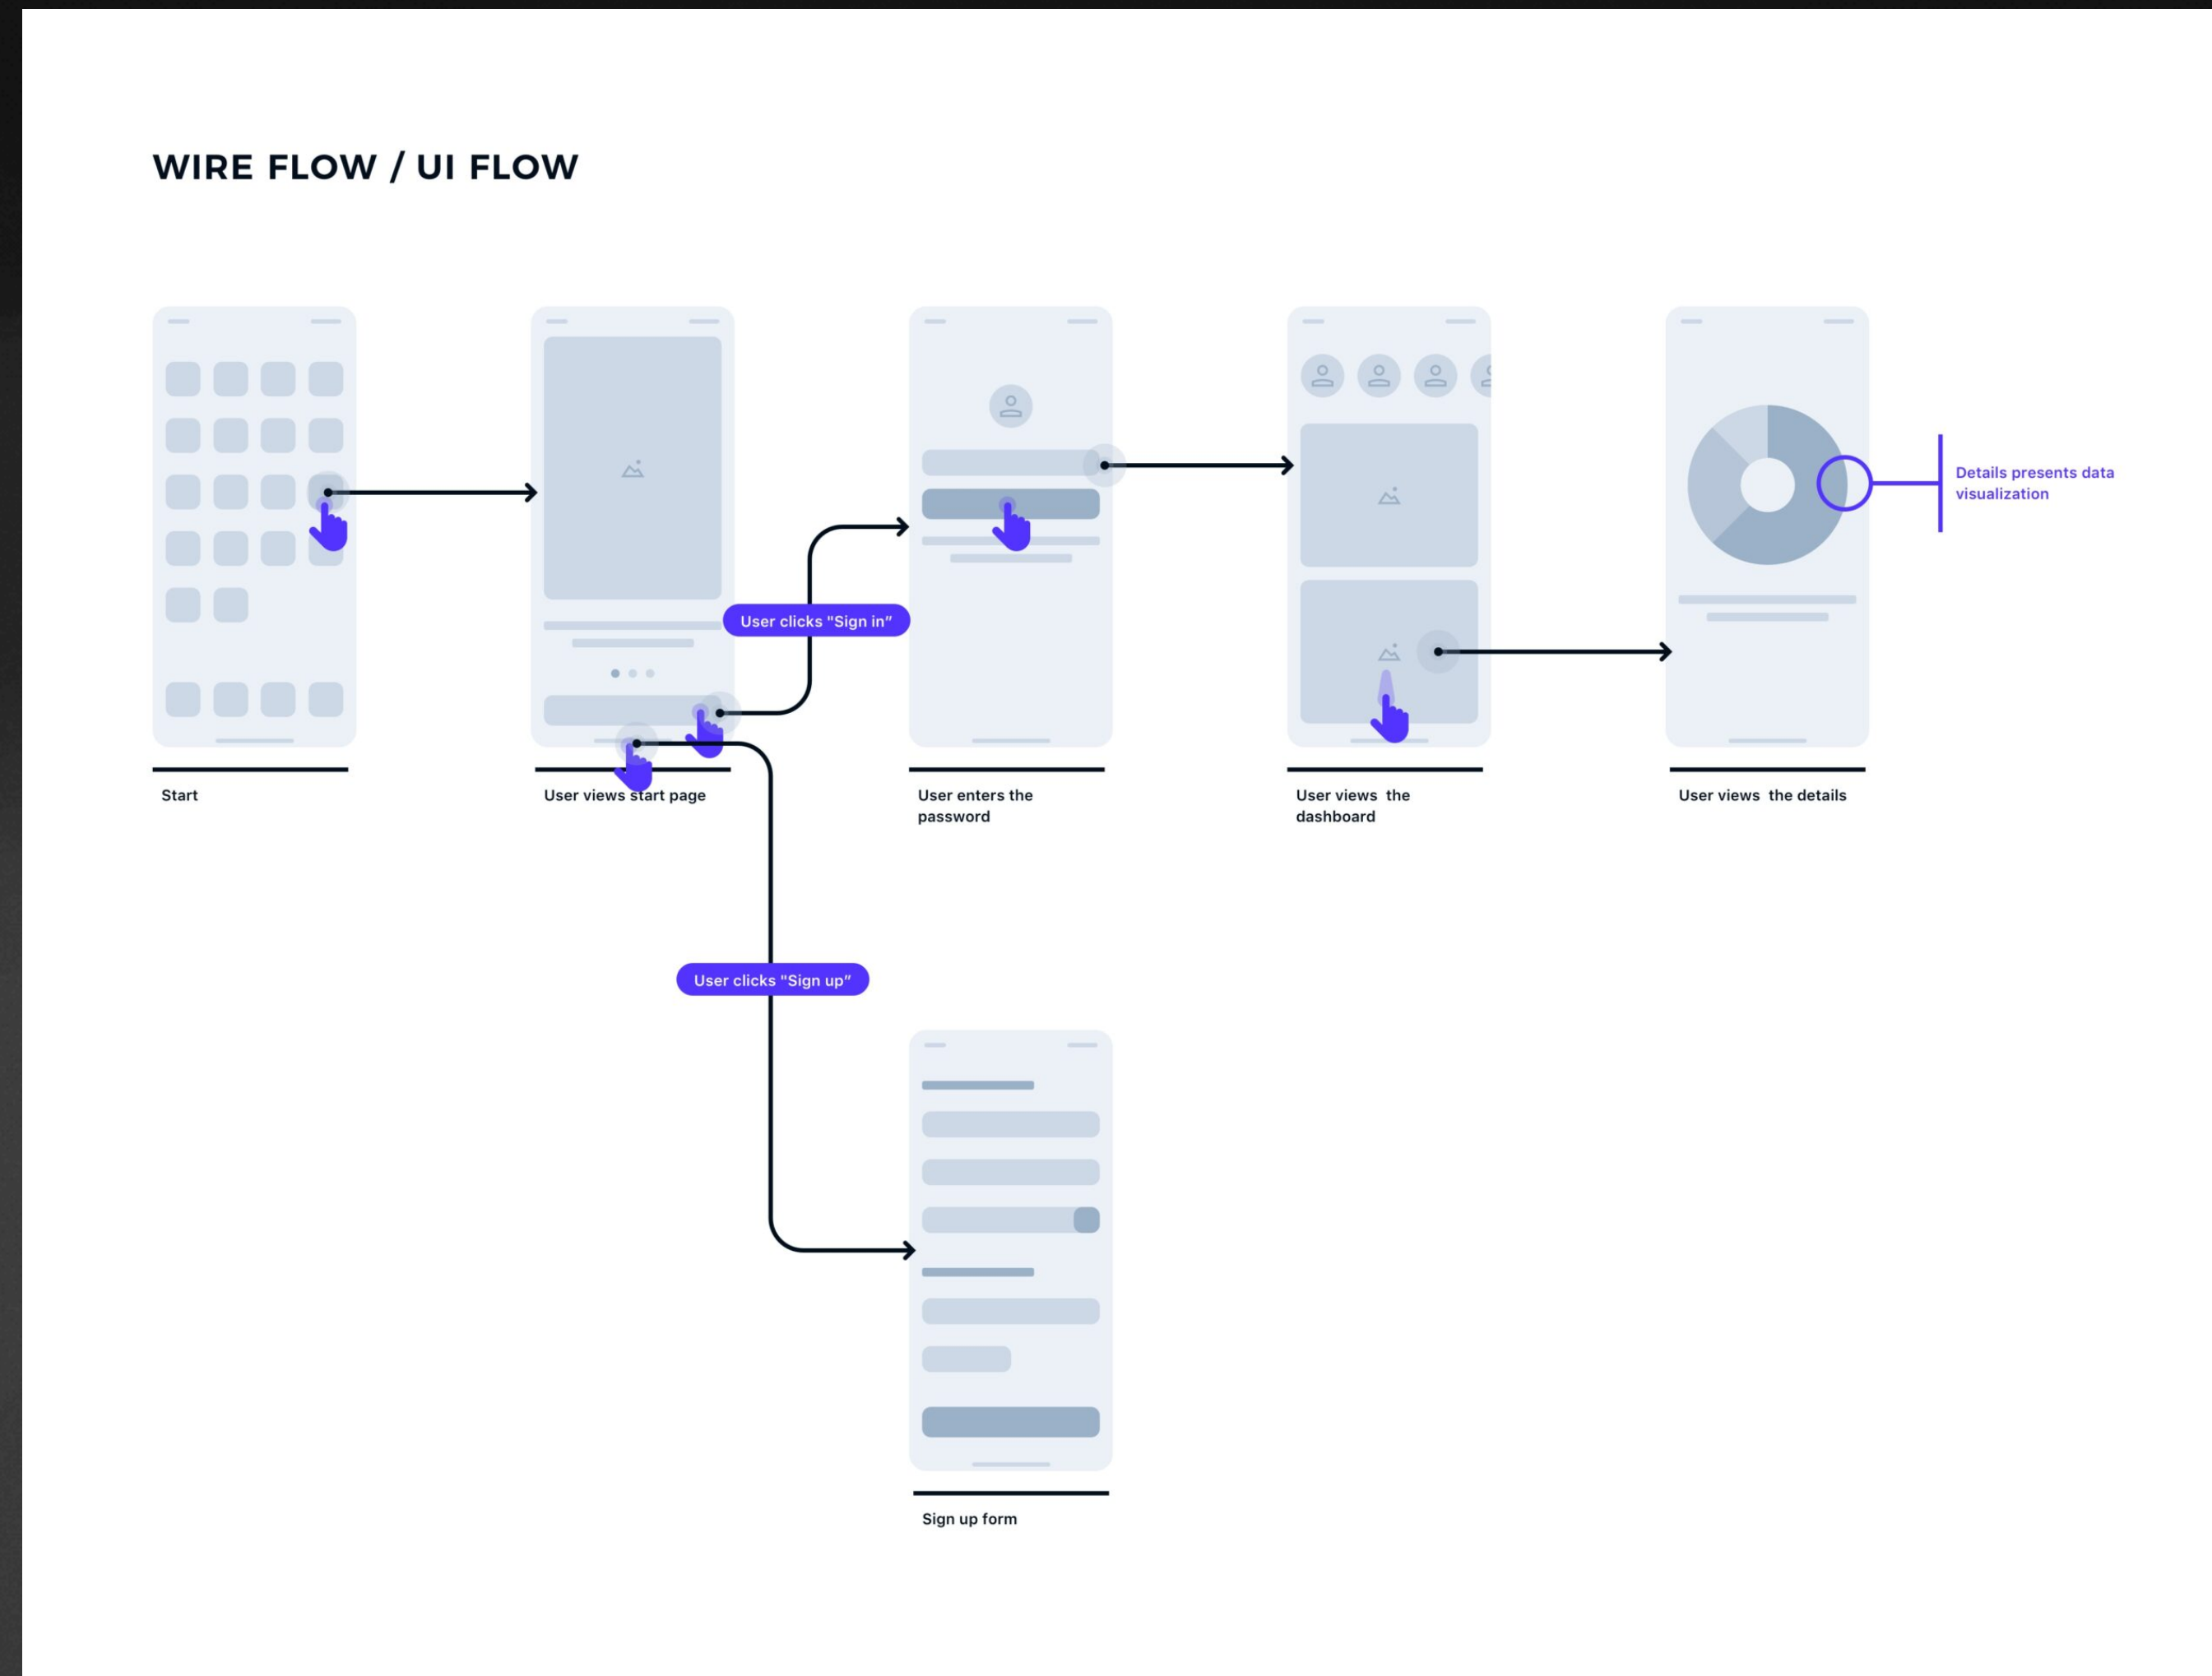 WIRE FLOW / UI FLOW
Details presents data
visualization
User clicks "Sign in”
Start
User views start page
User enters the
password
User views  the
dashboard
User views  the details
User clicks "Sign up”
Sign up form